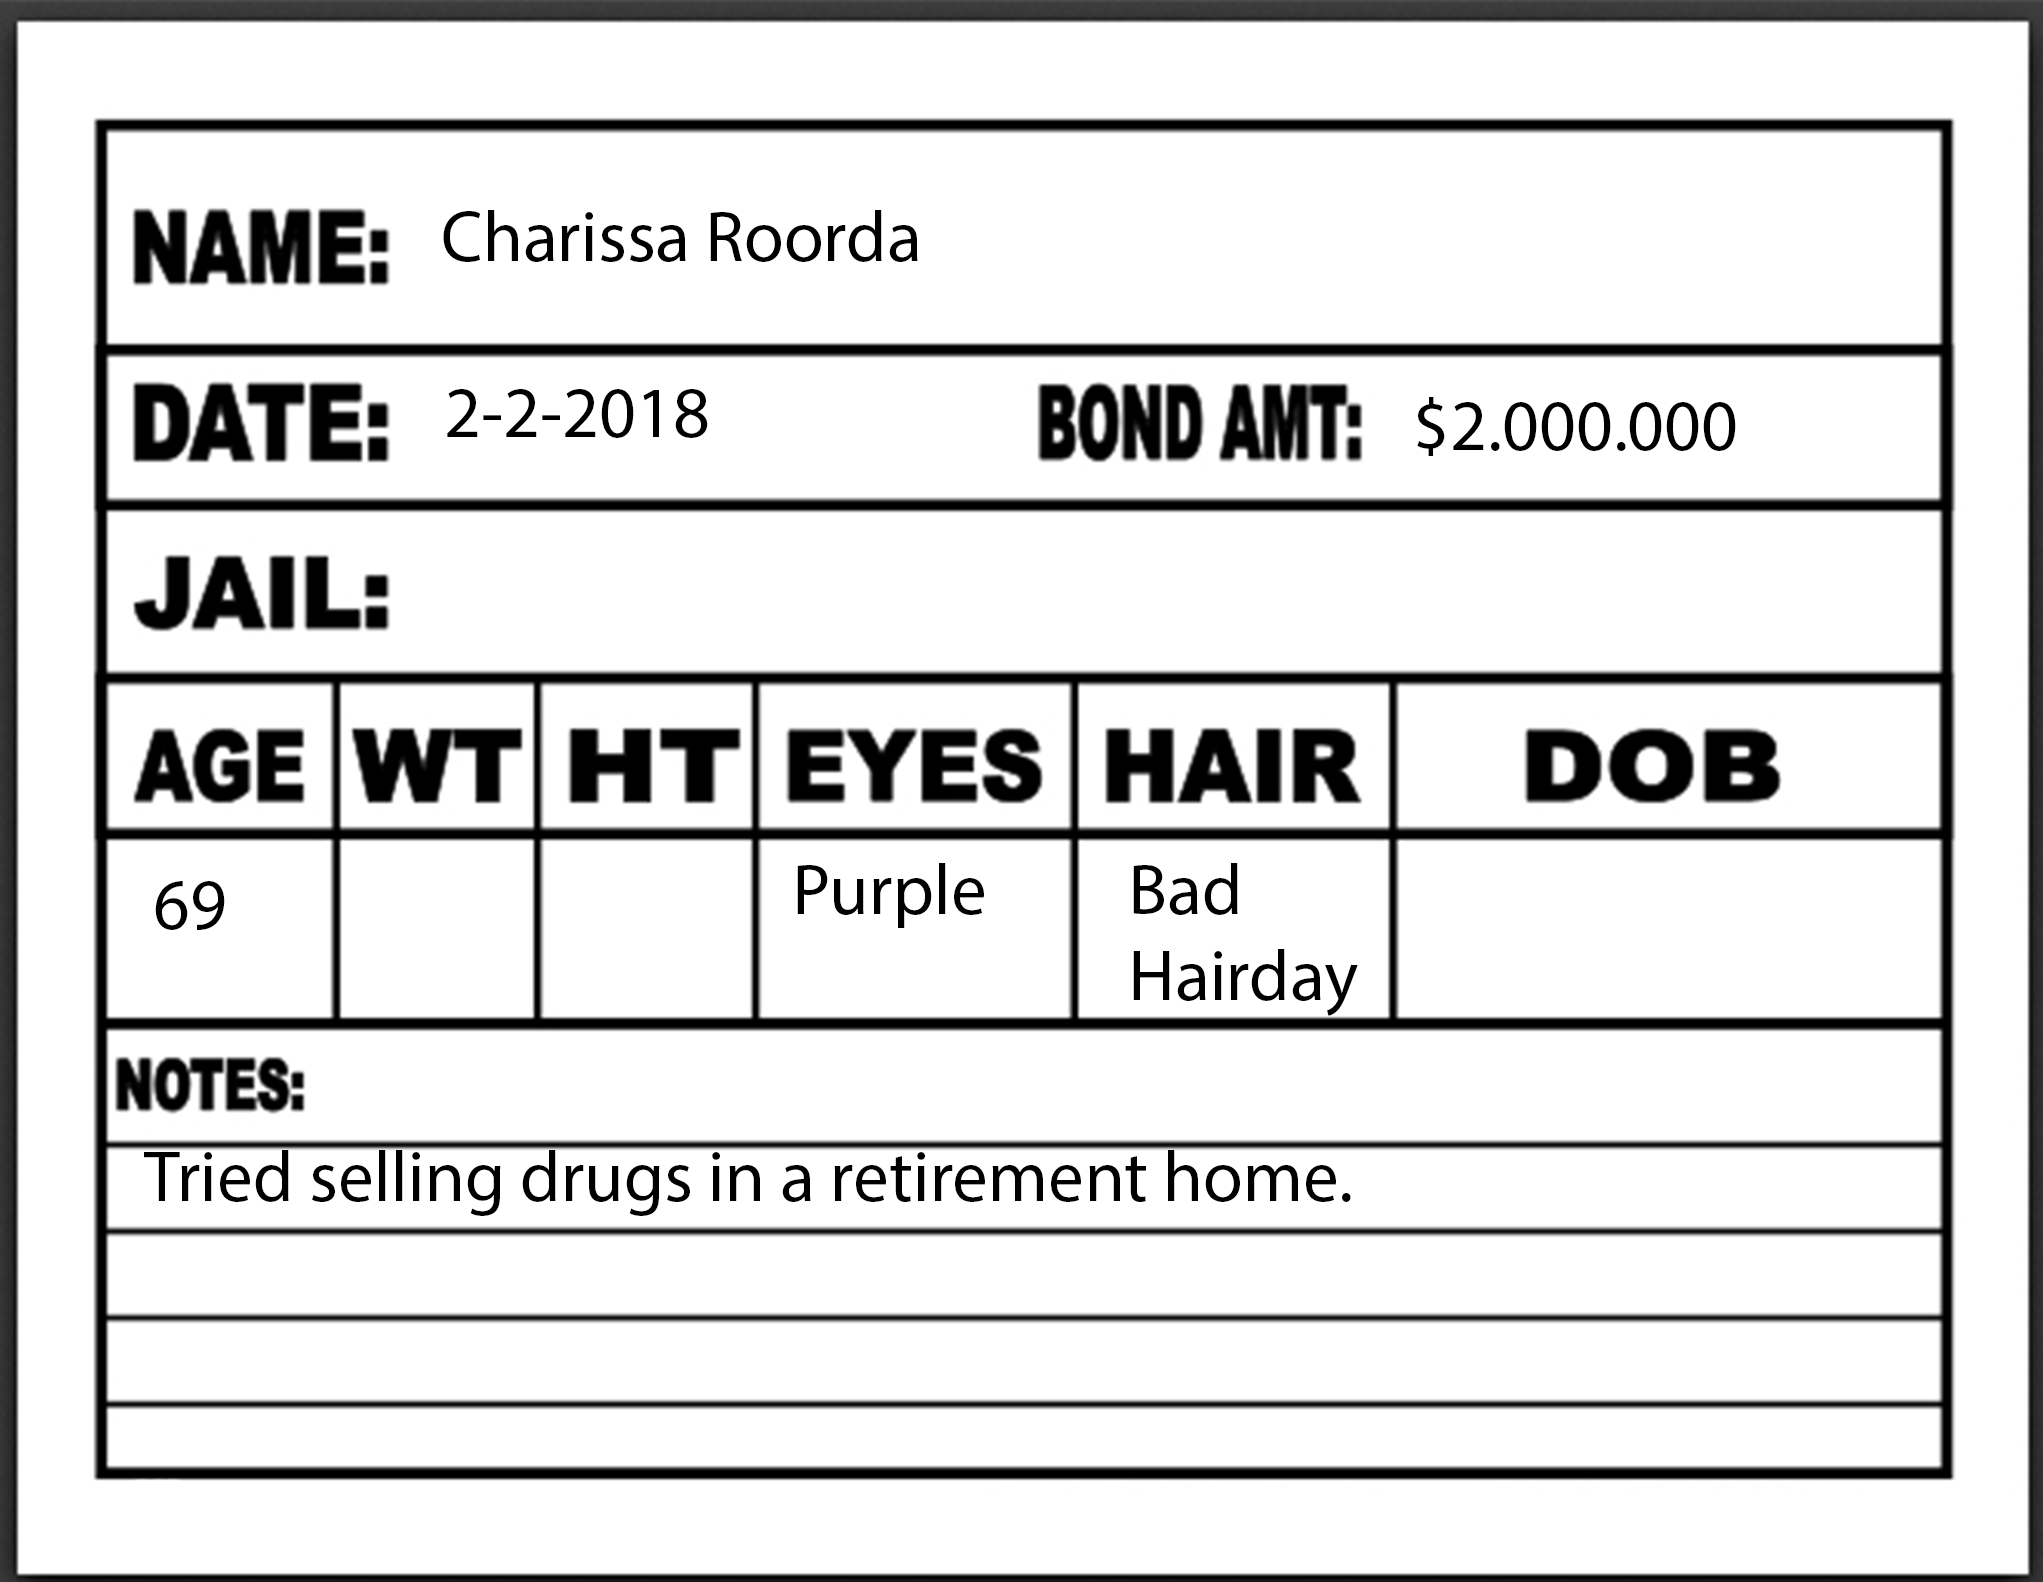 NAME: Charissa Roorda
DATE: 2-2-2018 BOND AMT: $2.000.000
JAIL:
AGE WT HT EYES HAIR DOB
69 Purple Bad
Hairday
NOTES:
Tried selling drugs in a retirement home.